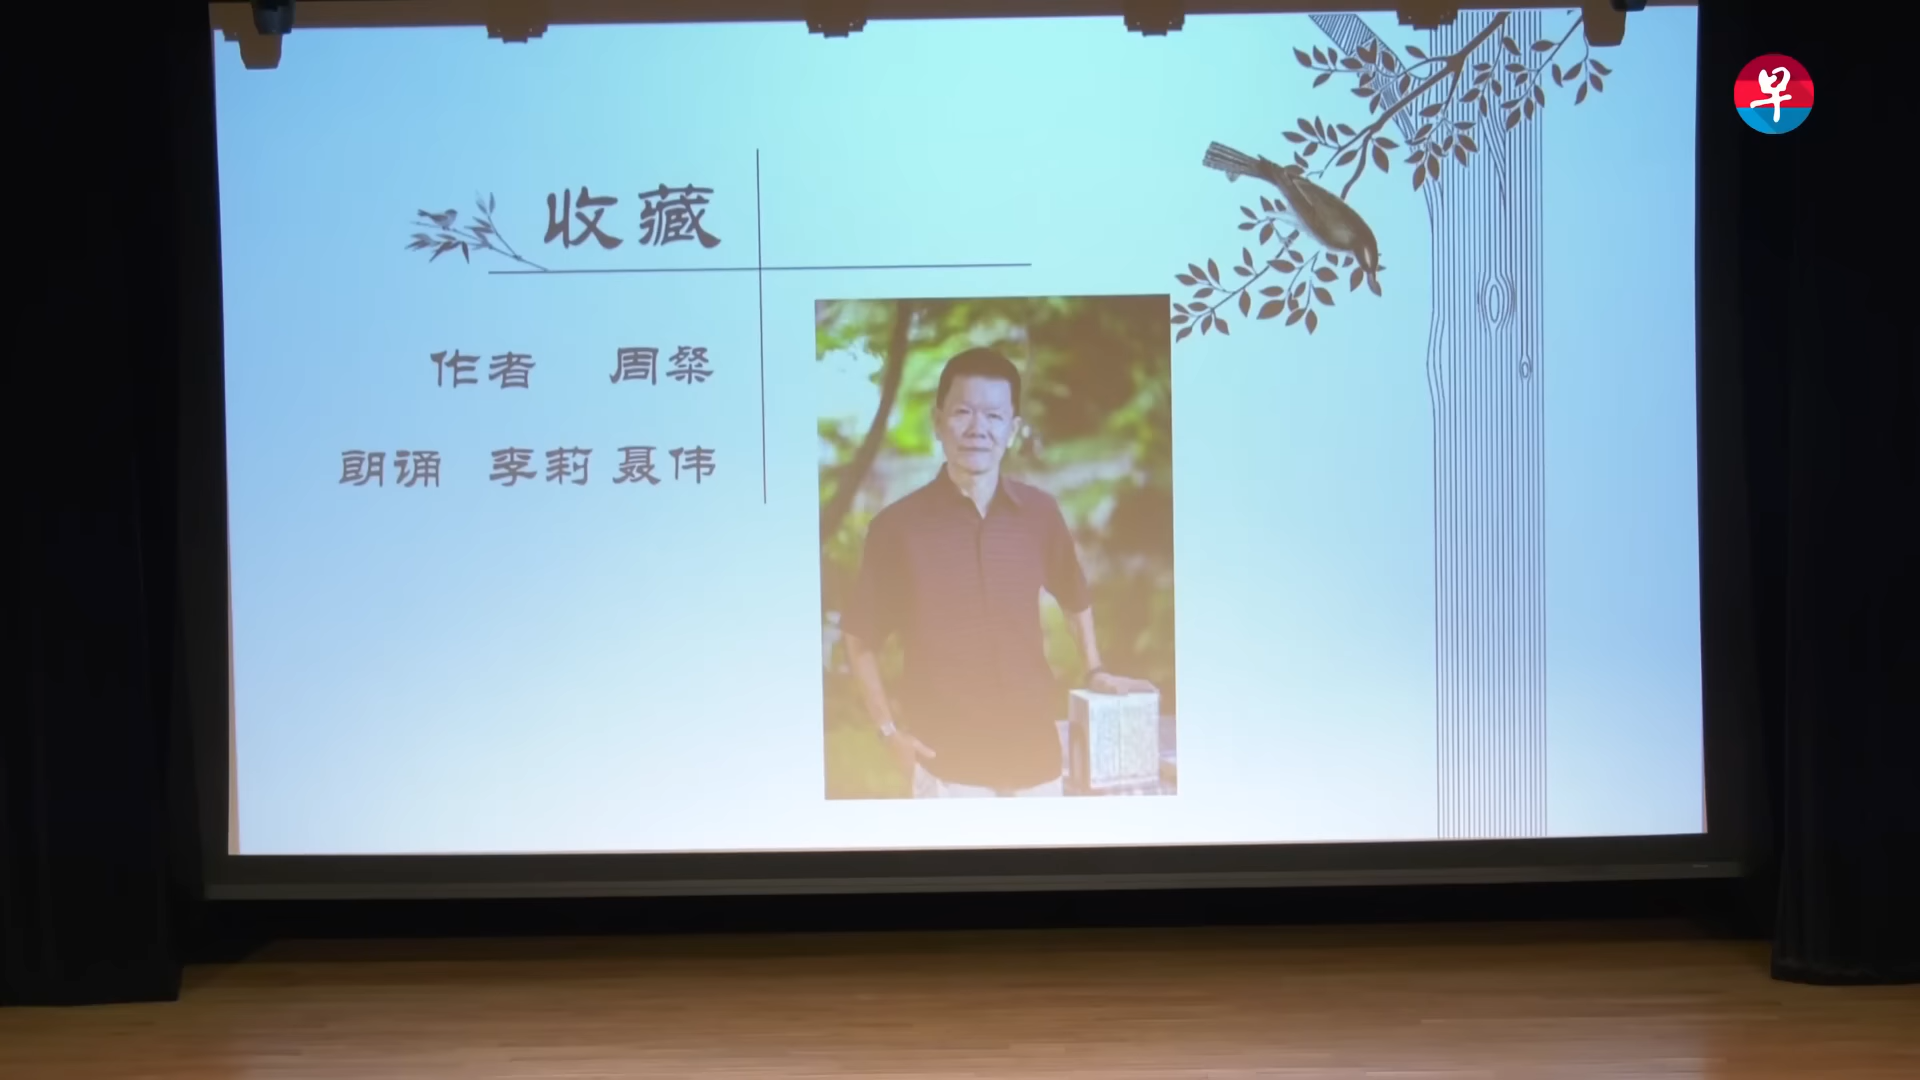 早
收藏
作者 周粲
朗诵 李莉 聂伟